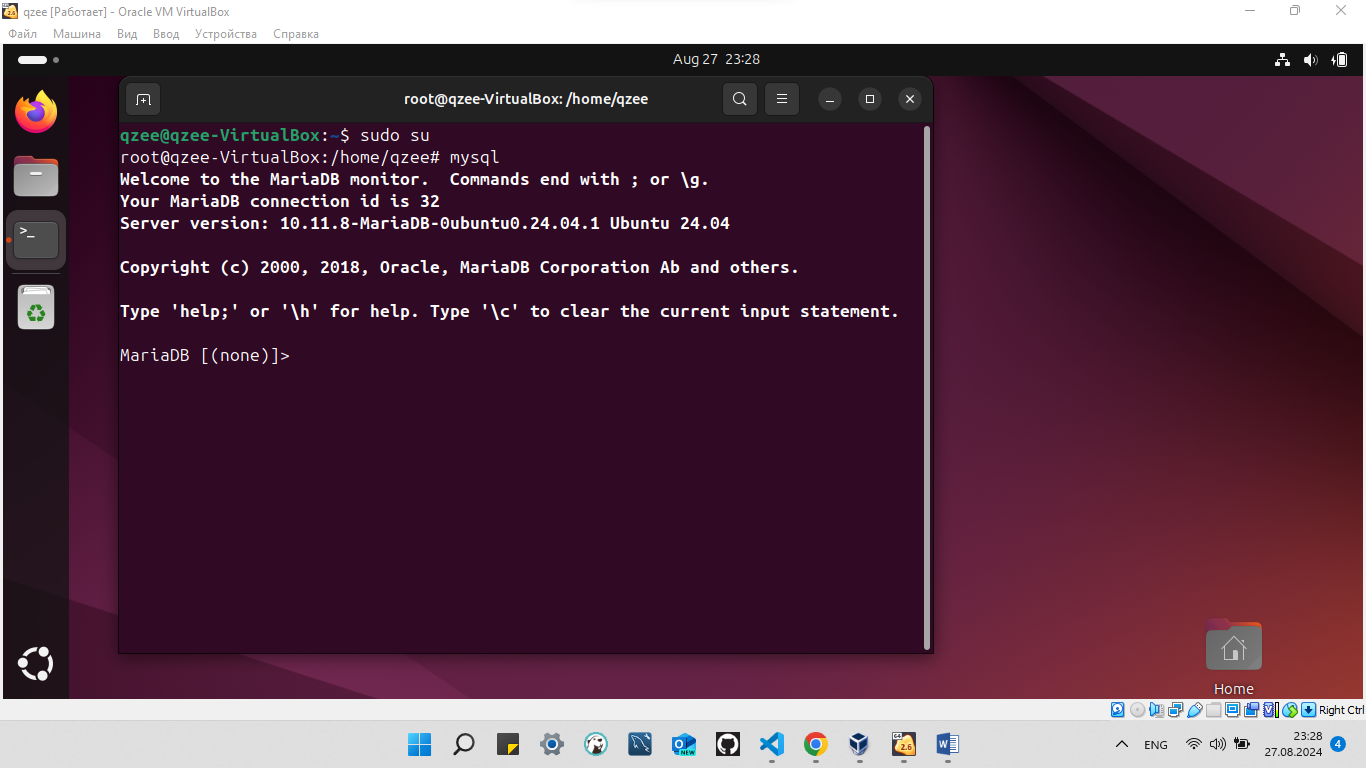 qzee [Работает] - Oracle VM VirtualBox
Файл Машина Вид Ввод Устройства Справка
Aug 27 23:28
root@qzee-VirtualBox: /home/qzee
qzee@qzee-VirtualBox:~$ sudo su
root@qzee-VirtualBox:/home/qzee# mysql
Welcome to the MariaDB monitor.  Commands end with ; or \g.
Your MariaDB connection id is 32
Server version: 10.11.8-MariaDB-0ubuntu0.24.04.1 Ubuntu 24.04
Copyright (c) 2000, 2018, Oracle, MariaDB Corporation Ab and others.
Type 'help;' or '\h' for help. Type '\c' to clear the current input statement.
MariaDB [(none)]>
Home
Right Ctrl
NEW
2.6
ENG
23:28
27.08.2024
4